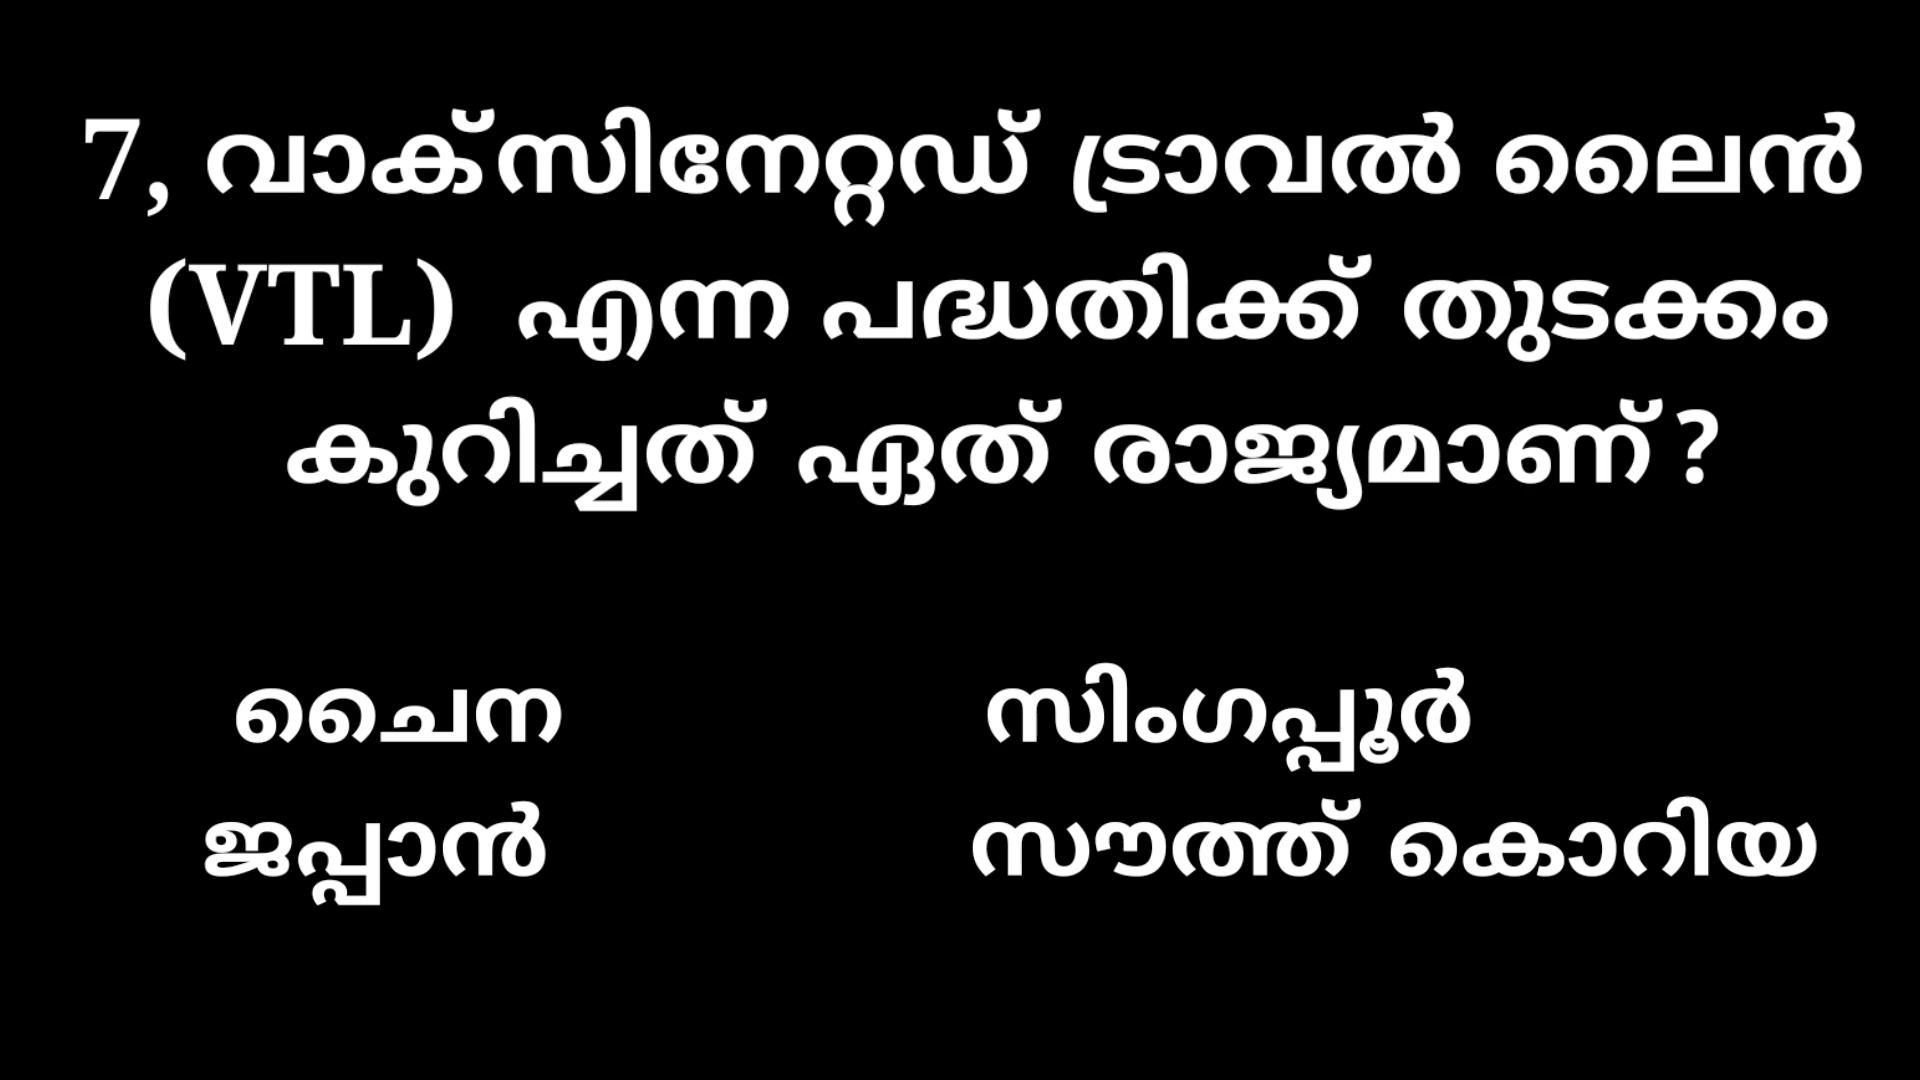 7, വാക്സിനേറ്റഡ് ട്രാവൽ ലൈൻ
(VTL) എന്ന പദ്ധതിക്ക് തുടക്കം
കുറിച്ചത് ഏത് രാജ്യമാണ്?
ചൈന സിംഗപ്പൂർ
ജപ്പാൻ സൗത്ത് കൊറിയ